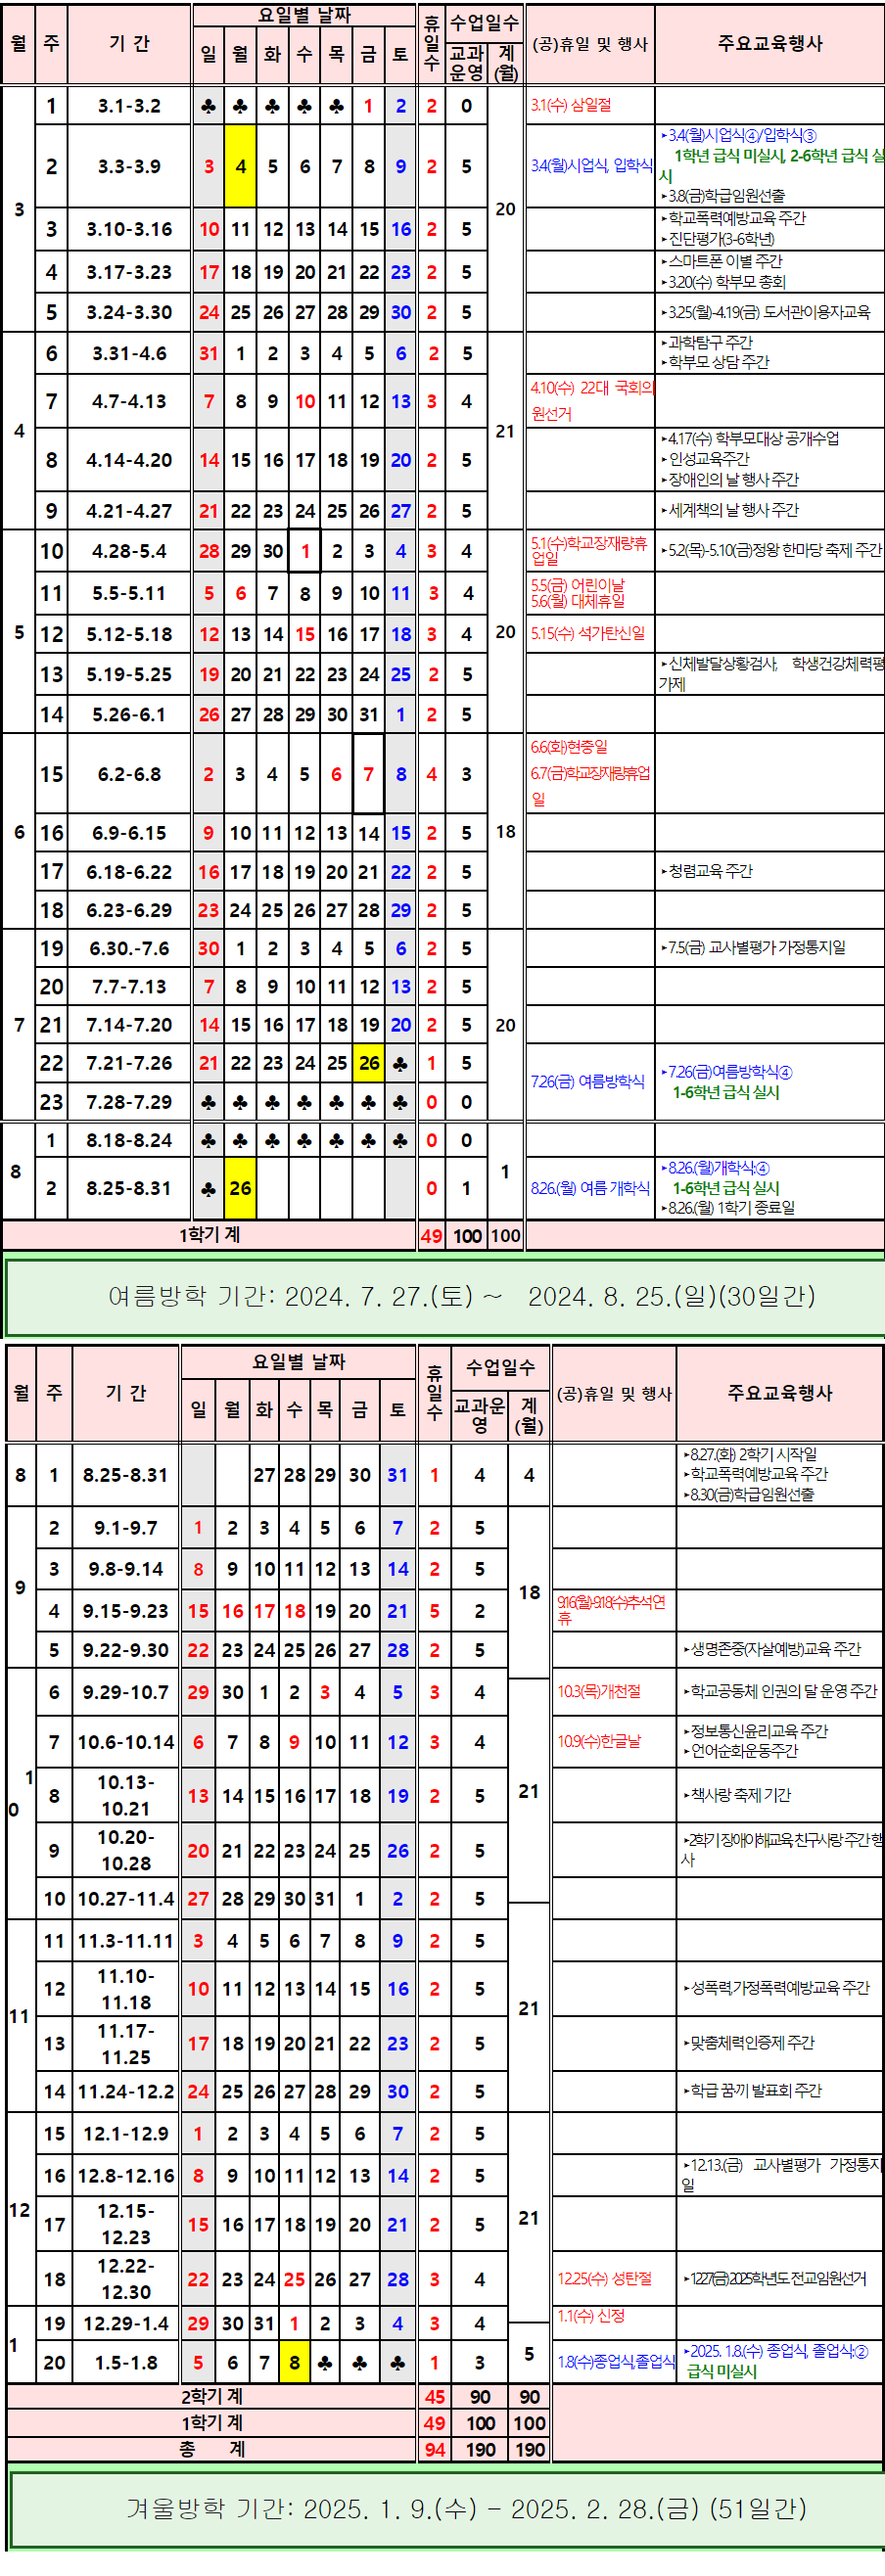 월 주 기 간 요일별 날짜 휴일수 수업일수 (공)휴일 및 행사 주요교육행사
일 월 화 수 목 금 토 교과운영 계(월)
3 1 3.1-3.2 ♣ ♣ ♣ ♣ ♣ 1 2 2 0 20 3.1(수) 삼일절
2 3.3-3.9 3 4 5 6 7 8 9 2 5 3.4(월)시업식, 입학식 ▸3.4(월)시업식④/입학식③
1학년 급식 미실시, 2-6학년 급식 실시
▸3.8(금)학급임원선출
3 3.10-3.16 10 11 12 13 14 15 16 2 5 ▸학교폭력예방교육 주간
▸진단평가(3-6학년)
4 3.17-3.23 17 18 19 20 21 22 23 2 5 ▸스마트폰 이별 주간
▸3.20(수) 학부모 총회
5 3.24-3.30 24 25 26 27 28 29 30 2 5 ▸3.25(월)-4.19(금) 도서관이용자교육
4 6 3.31-4.6 31 1 2 3 4 5 6 2 5 21 ▸과학탐구 주간
▸학부모 상담 주간
7 4.7-4.13 7 8 9 10 11 12 13 3 4 4.10(수) 22대 국회의원선거
8 4.14-4.20 14 15 16 17 18 19 20 2 5 ▸4.17(수) 학부모대상 공개수업
▸인성교육주간
▸장애인의 날 행사 주간
9 4.21-4.27 21 22 23 24 25 26 27 2 5 ▸세계책의 날 행사 주간
5 10 4.28-5.4 28 29 30 1 2 3 4 3 4 20 5.1(수)학교장재량휴업일 ▸5.2(목)-5.10(금)정왕 한마당 축제 주간
11 5.5-5.11 5 6 7 8 9 10 11 3 4 5.5(금) 어린이날
5.6(월) 대체휴일
12 5.12-5.18 12 13 14 15 16 17 18 3 4 5.15(수) 석가탄신일
13 5.19-5.25 19 20 21 22 23 24 25 2 5 ▸신체발달상황검사, 학생건강체력평가제
14 5.26-6.1 26 27 28 29 30 31 1 2 5
6 15 6.2-6.8 2 3 4 5 6 7 8 4 3 18 6.6(화)현중일
6.7(금)학교장재량휴업일
16 6.9-6.15 9 10 11 12 13 14 15 2 5
17 6.18-6.22 16 17 18 19 20 21 22 2 5 ▸청렴교육 주간
18 6.23-6.29 23 24 25 26 27 28 29 2 5
7 19 6.30.-7.6 30 1 2 3 4 5 6 2 5 20 ▸7.5(금) 교사별평가 가정통지일
20 7.7-7.13 7 8 9 10 11 12 13 2 5
21 7.14-7.20 14 15 16 17 18 19 20 2 5
22 7.21-7.26 21 22 23 24 25 26 ♣ 1 5 7.26(금) 여름방학식 ▸7.26(금)여름방학식④
1-6학년 급식 실시
23 7.28-7.29 ♣ ♣ ♣ ♣ ♣ ♣ ♣ 0 0
8 1 8.18-8.24 ♣ ♣ ♣ ♣ ♣ ♣ ♣ 0 0 1
2 8.25-8.31 ♣ 26 0 1 8.26.(월) 여름 개학식 ▸8.26.(월)개학식;④
1-6학년 급식 실시
▸8.26.(월) 1학기 종료일
1학기 계 49 100 100
여름방학 기간: 2024. 7. 27.(토) ~ 2024. 8. 25.(일)(30일간)
월 주 기 간 요일별 날짜 휴일수 수업일수 (공)휴일 및 행사 주요교육행사
일 월 화 수 목 금 토 교과운영 계(월)
8 1 8.25-8.31 27 28 29 30 31 1 4 4 ▸8.27.(화) 2학기 시작일
▸학교폭력예방교육 주간
▸8.30(금)학급임원선출
9 2 9.1-9.7 1 2 3 4 5 6 7 2 5 18
3 9.8-9.14 8 9 10 11 12 13 14 2 5
4 9.15-9.23 15 16 17 18 19 20 21 5 2 9.16(월)-9.18(수)추석연휴
5 9.22-9.30 22 23 24 25 26 27 28 2 5 ▸생명존중(자살예방)교육 주간
10 6 9.29-10.7 29 30 1 2 3 4 5 3 4 21 10.3(목)개천절 ▸학교공동체 인권의 달 운영 주간
7 10.6-10.14 6 7 8 9 10 11 12 3 4 10.9(수)한글날 ▸정보통신윤리교육 주간
▸언어순화운동주간
8 10.13-10.21 13 14 15 16 17 18 19 2 5 ▸책사랑 축제 기간
9 10.20-10.28 20 21 22 23 24 25 26 2 5 ▸2학기 장애이해교육, 친구사랑 주간 행사
10 10.27-11.4 27 28 29 30 31 1 2 2 5
11 11 11.3-11.11 3 4 5 6 7 8 9 2 5 21
12 11.10-11.18 10 11 12 13 14 15 16 2 5 ▸성폭력,가정폭력예방교육 주간
13 11.17-11.25 17 18 19 20 21 22 23 2 5 ▸맞춤체력인증제 주간
14 11.24-12.2 24 25 26 27 28 29 30 2 5 ▸학급 꿈·끼 발표회 주간
12 15 12.1-12.9 1 2 3 4 5 6 7 2 5 21
16 12.8-12.16 8 9 10 11 12 13 14 2 5 ▸12.13.(금) 교사별평가 가정통지일
17 12.15-12.23 15 16 17 18 19 20 21 2 5
18 12.22-12.30 22 23 24 25 26 27 28 3 4 12.25(수) 성탄절 ▸12.27(금)2025학년도 전교임원선거
1 19 12.29-1.4 29 30 31 1 2 3 4 3 4 1.1(수) 신정
20 1.5-1.8 5 6 7 8 ♣ ♣ ♣ 1 3 5 1.8(수)종업식,졸업식 ▸2025. 1.8.(수) 종업식, 졸업식;②
급식 미실시
2학기 계 45 90 90
1학기 계 49 100 100
총 계 94 190 190
겨울방학 기간: 2025. 1. 9.(수) - 2025. 2. 28.(금) (51일간)